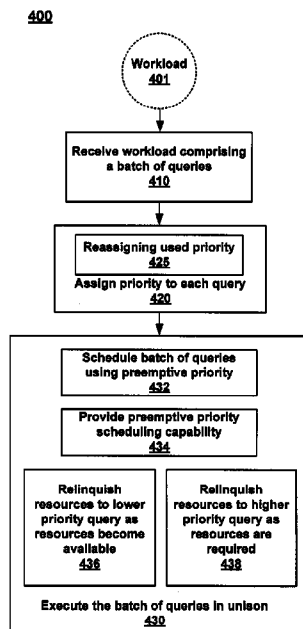 400
Workload
401
Receive workload comprising
a batch of queries
410
Reassigning used priority
425
Assign priority to each query
420
Schedule batch of queries
using preemptive priority
432
Provide preemptive priority
scheduling capability
434
Relinquish
resources to lower
priority query as
resources become
available
436
Relinquish
resources to higher
priority query as
resources are
required
438
Execute the batch of queries in unison
430